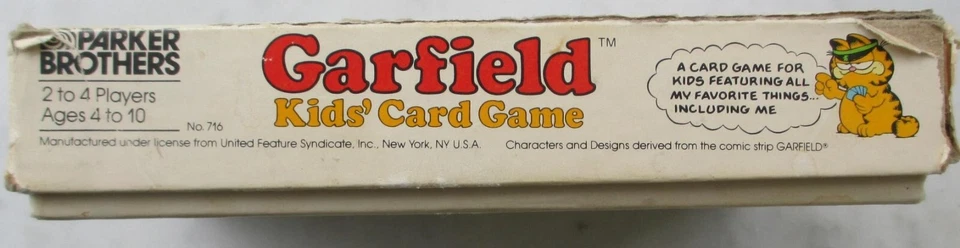 PARKER
BROTHERS
2 to 4 Players
Ages 4 to 10
No. 716
Garfield™
Kids' Card Game
A CARD GAME FOR
KIDS FEATURING ALL
MY FAVORITE THINGS...
INCLUDING ME
Manufactured under license from United Feature Syndicate, Inc., New York, NY U.S.A. Characters and Designs derived from the comic strip GARFIELD®